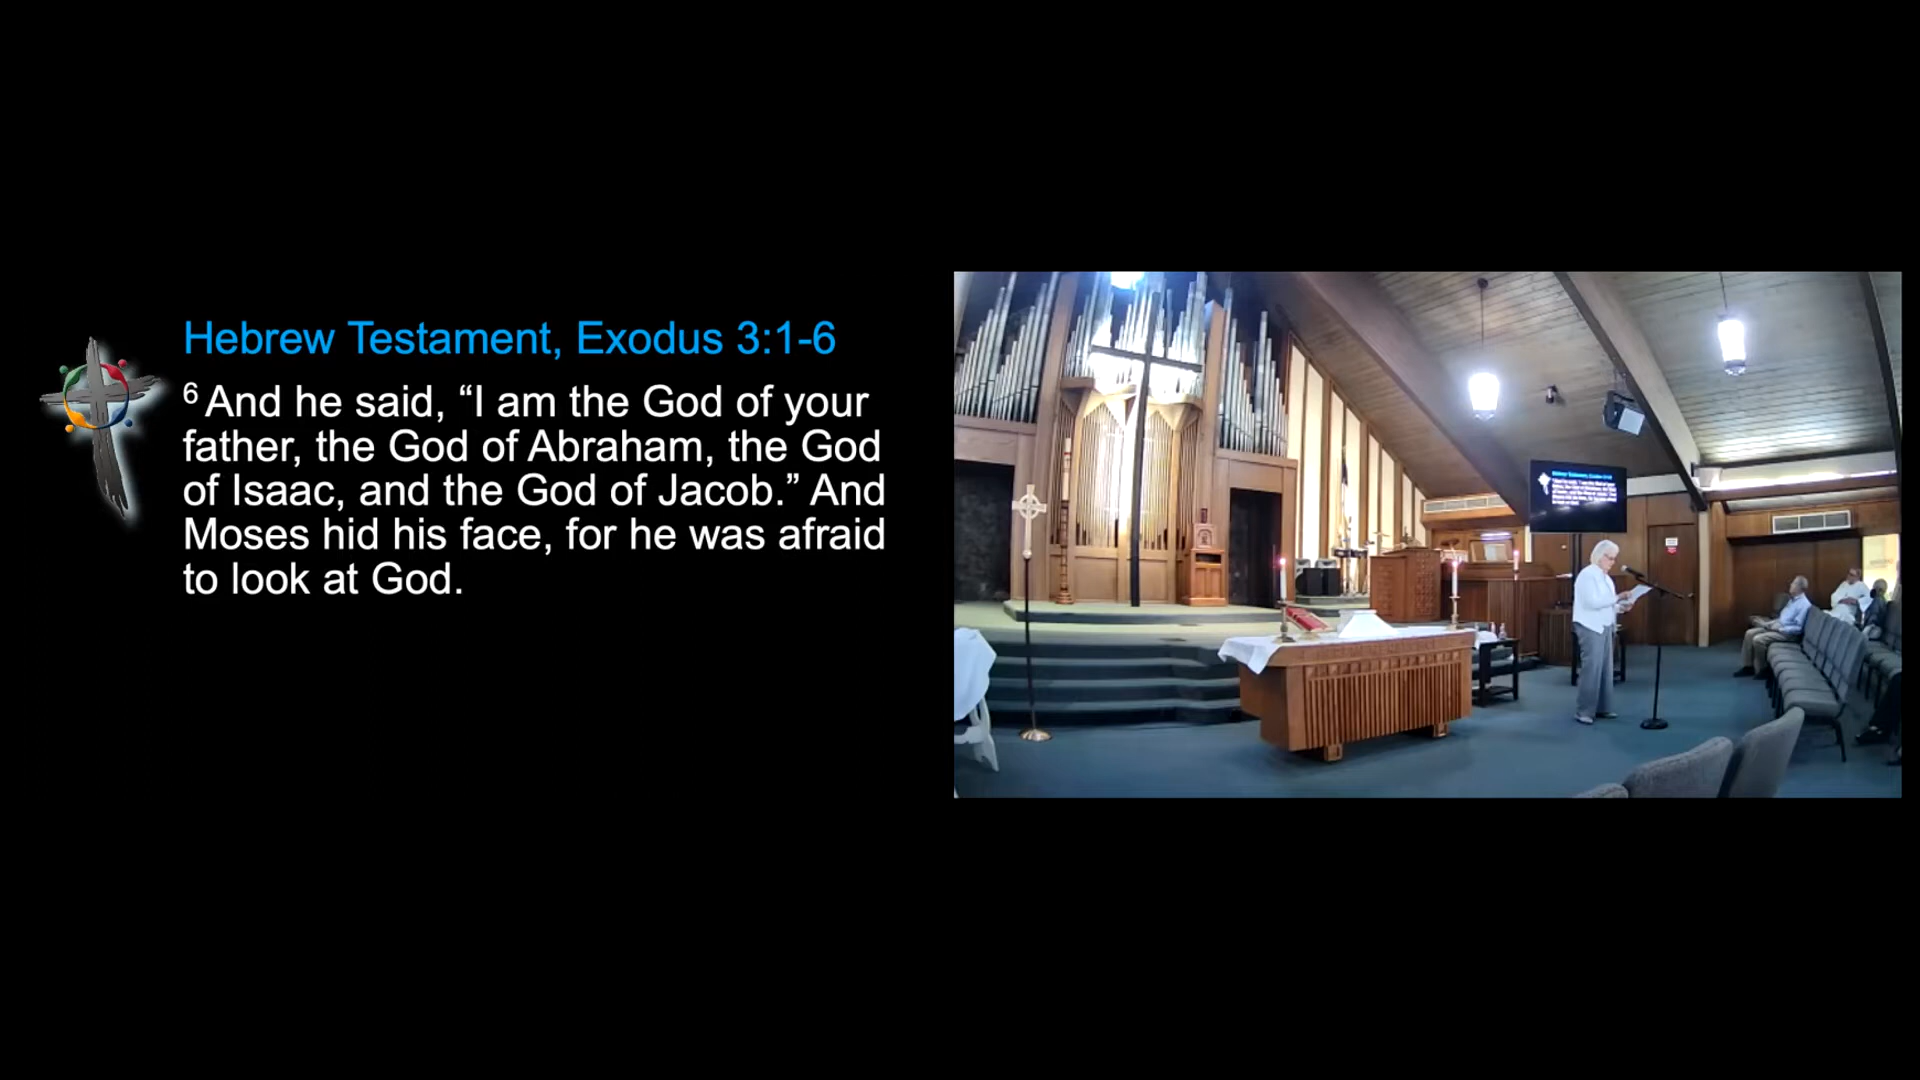 Hebrew Testament, Exodus 3:1-6
6 And he said, “I am the God of your
father, the God of Abraham, the God
of Isaac, and the God of Jacob.” And
Moses hid his face, for he was afraid
to look at God.